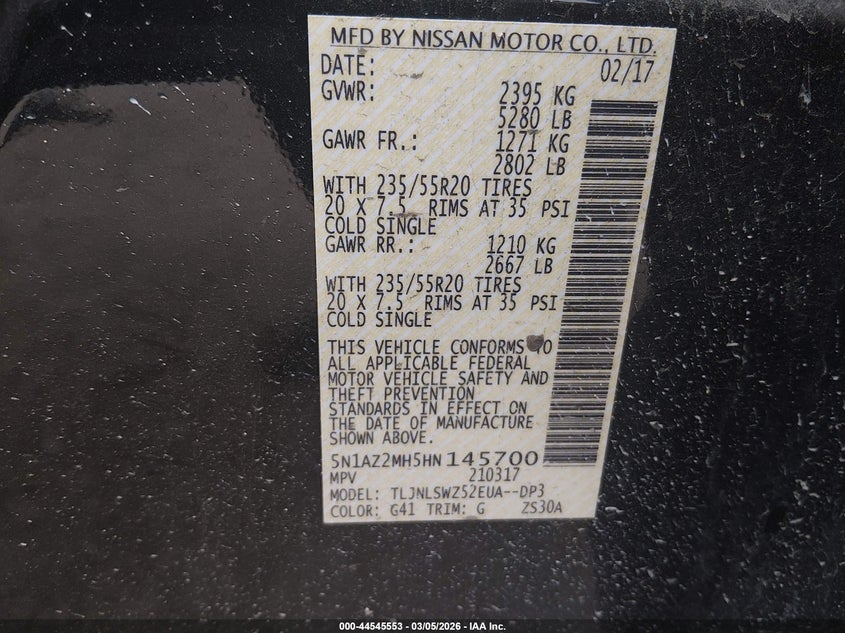 MFD BY NISSAN MOTOR CO., LTD.
DATE: 02/17
GVWR: 2395 KG
5280 LB
GAWR FR.: 1271 KG
2802 LB
WITH 235/55R20 TIRES
20 X 7.5 RIMS AT 35 PSI
COLD SINGLE
GAWR RR.: 1210 KG
2667 LB
WITH 235/55R20 TIRES
20 X 7.5 RIMS AT 35 PSI
COLD SINGLE
THIS VEHICLE CONFORMS TO
ALL APPLICABLE FEDERAL
MOTOR VEHICLE SAFETY AND
THEFT PREVENTION
STANDARDS IN EFFECT ON
THE DATE OF MANUFACTURE
SHOWN ABOVE.
5N1AZ2MH5HN 145700
MPV 210317
MODEL: TLJNLSWZ52EUA--DP3
COLOR: G41 TRIM: G ZS30A
000-44545553 - 03/05/2026 - IAA Inc.